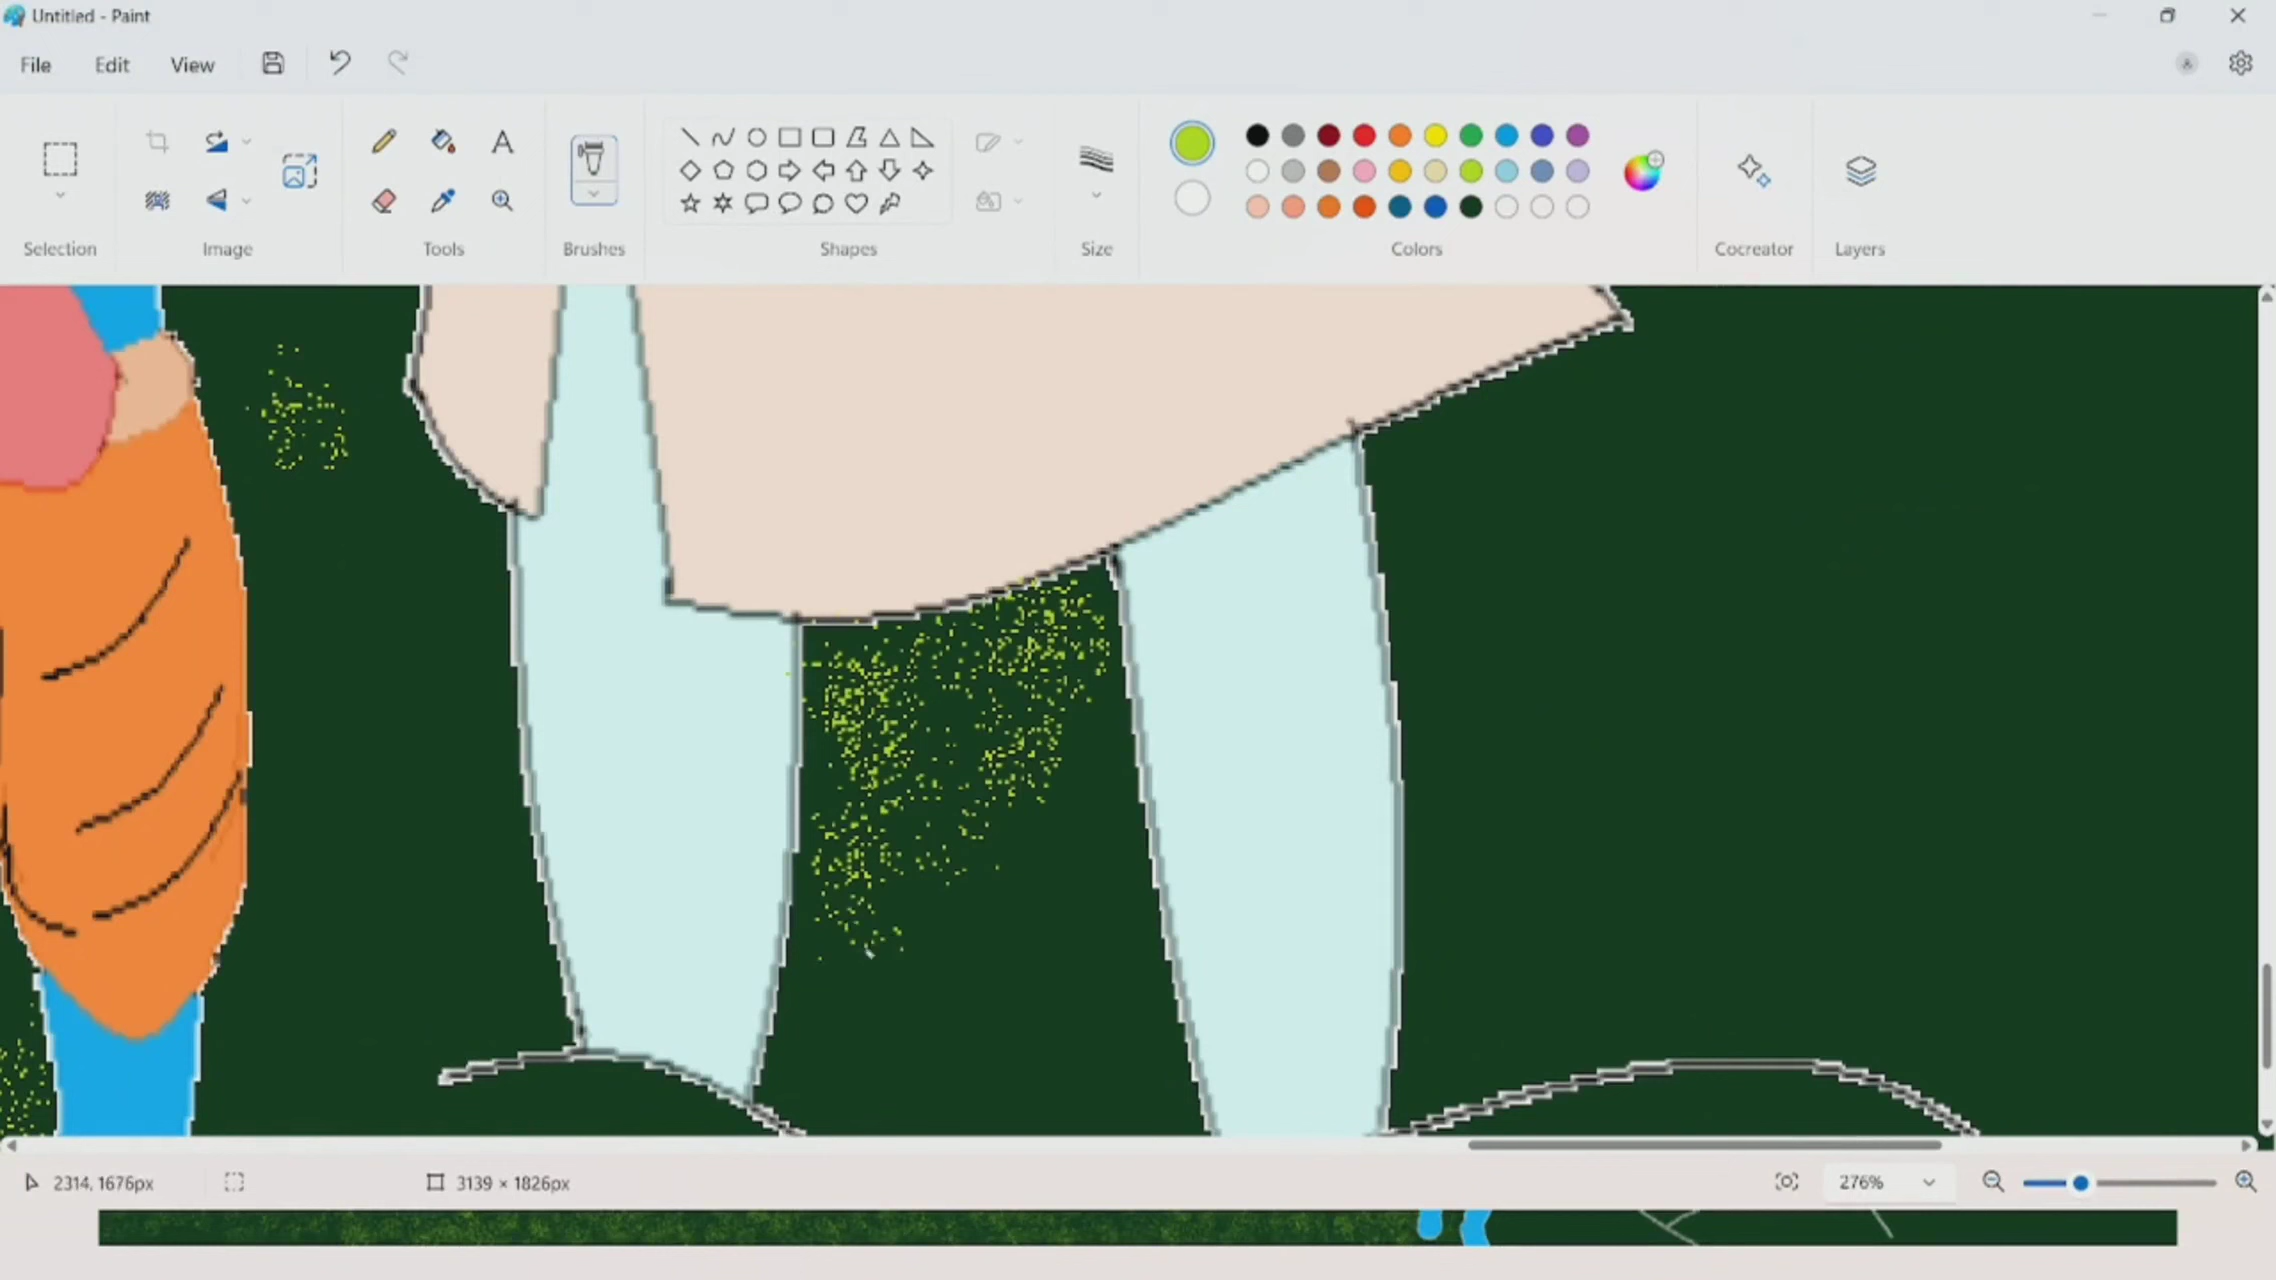 Untitled - Paint
File Edit View
Selection Image Tools Brushes Shapes Size Colors Cocreator Layers
2314, 1676px 3139 × 1826px 276%